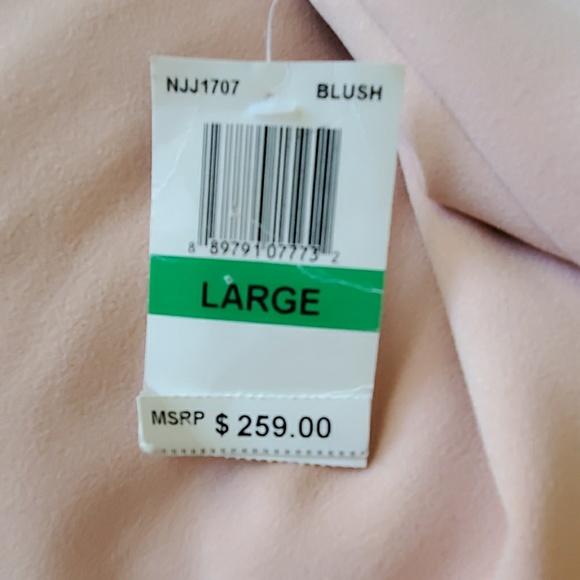 NJJ1707 BLUSH
8 89791 07773 2
LARGE
MSRP $ 259.00